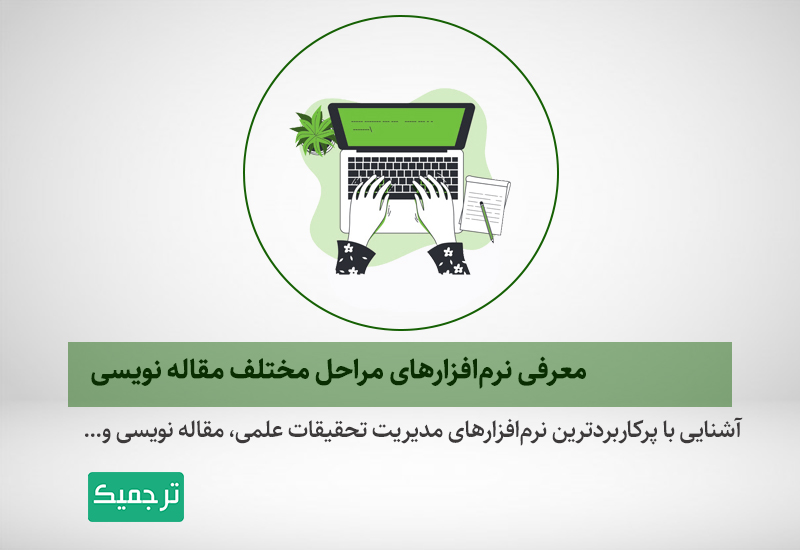 معرفی نرم‌افزارهای مراحل مختلف مقاله نویسی
آشنایی با پرکاربردترین نرم‌افزارهای مدیریت تحقیقات علمی، مقاله نویسی و...
ترجمیک